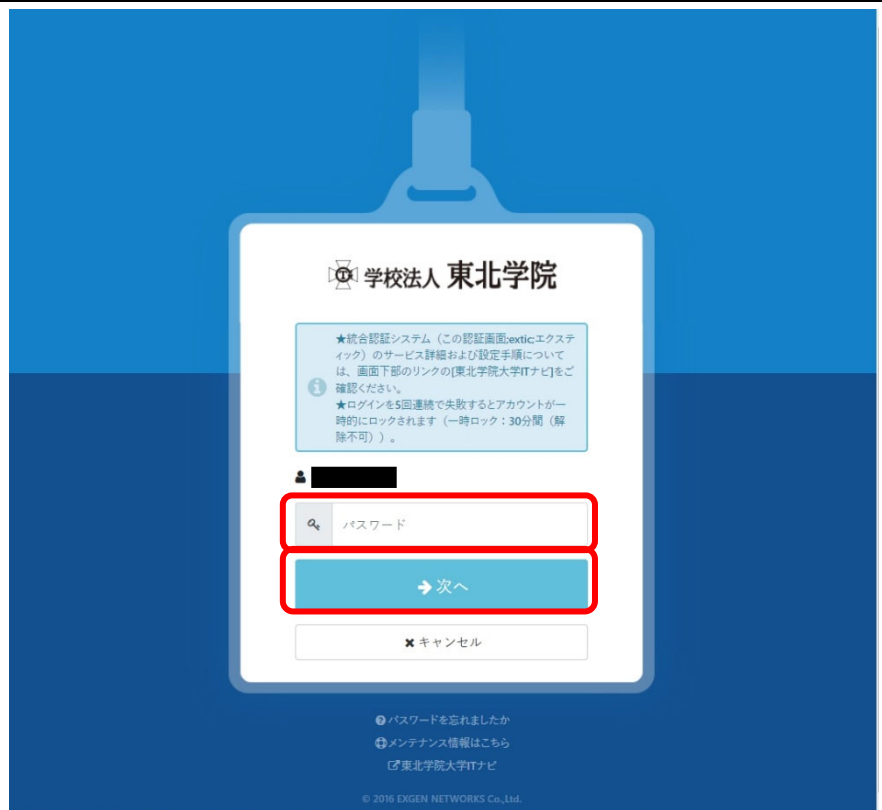 学校法人 東北学院
★統合認証システム（この認証画面:extic:エクステ
ィック）のサービス詳細および設定手順について
は、画面下部のリンクの[東北学院大学ITナビ]をご
確認ください。
★ログインを5回連続で失敗するとアカウントが一
時的にロックされます（一時ロック：30分間（解
除不可））。
パスワード
次へ
キャンセル
パスワードを忘れましたか
メンテナンス情報はこちら
東北学院大学ITナビ
© 2016 EXGEN NETWORKS Co.,Ltd.